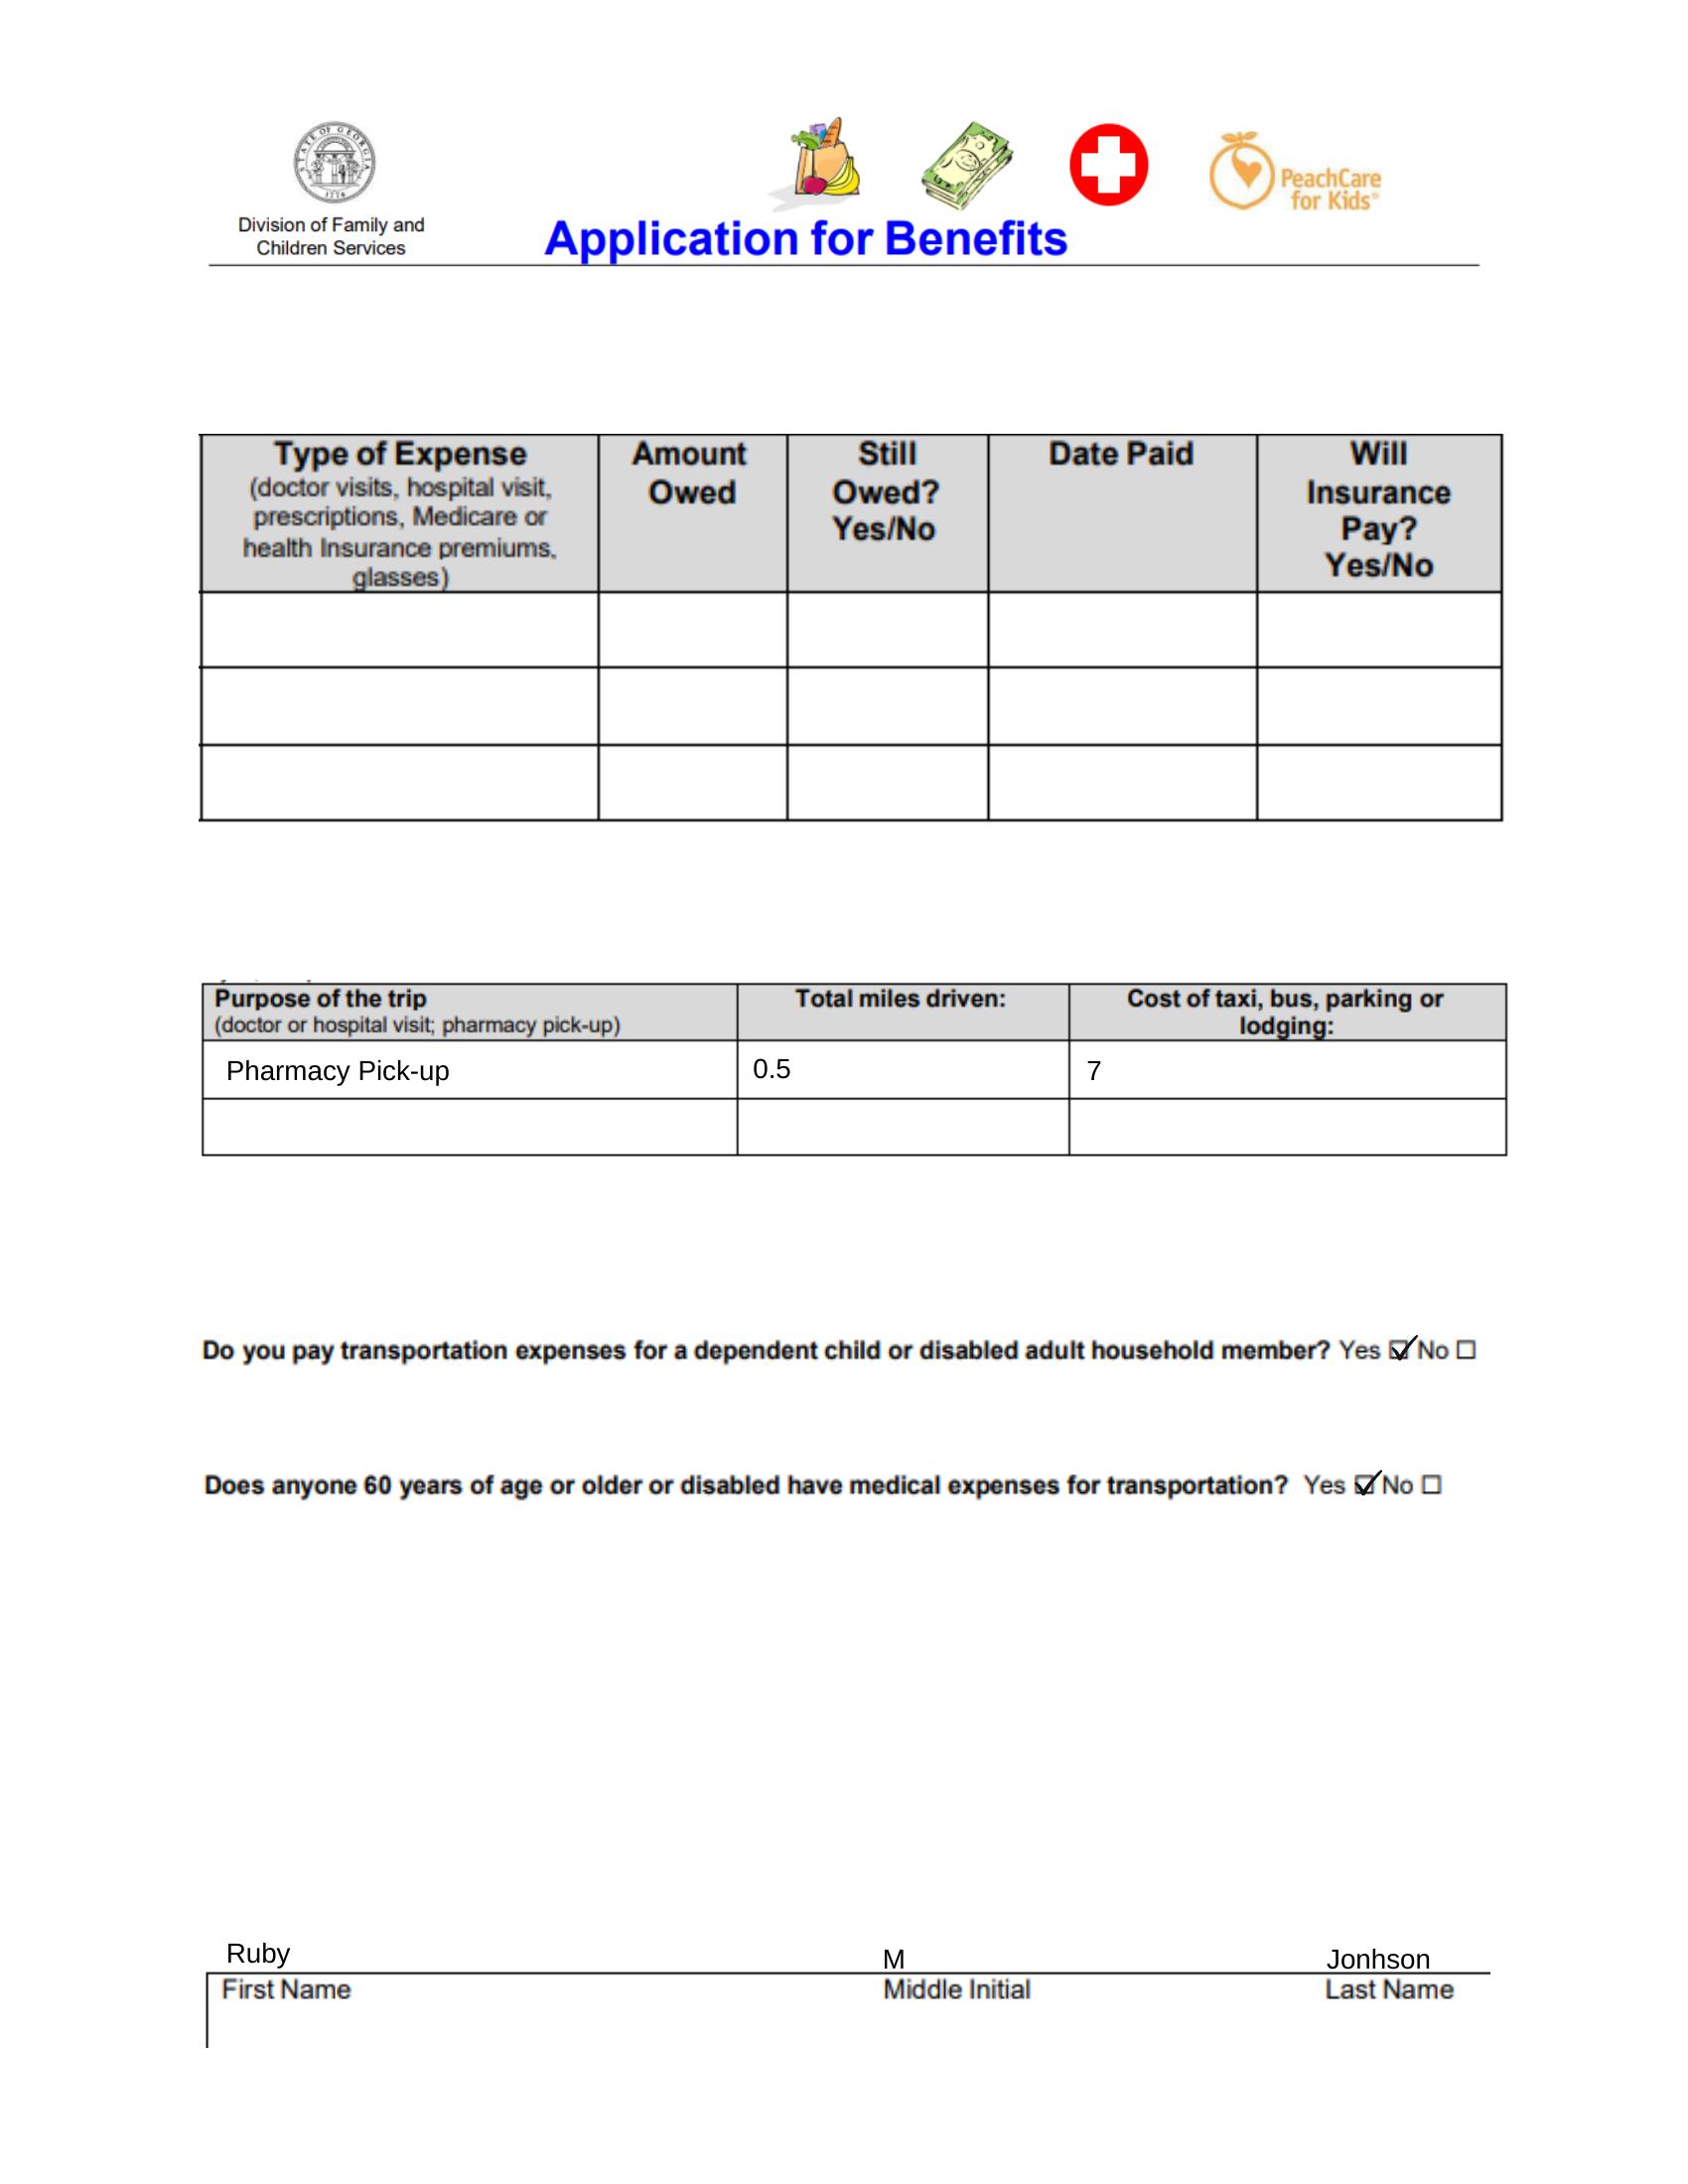 STATE OF GEORGIA
1776
Division of Family and
Children Services
Application for Benefits
PeachCare
for Kids®
Type of Expense
(doctor visits, hospital visit,
prescriptions, Medicare or
health Insurance premiums,
glasses)
Amount
Owed
Still
Owed?
Yes/No
Date Paid
Will
Insurance
Pay?
Yes/No
Purpose of the trip
(doctor or hospital visit; pharmacy pick-up)
Total miles driven:
Cost of taxi, bus, parking or
lodging:
Pharmacy Pick-up
0.5
7
Do you pay transportation expenses for a dependent child or disabled adult household member? Yes ☑ No ☐
Does anyone 60 years of age or older or disabled have medical expenses for transportation? Yes ☑ No ☐
Ruby
M
Jonhson
First Name
Middle Initial
Last Name